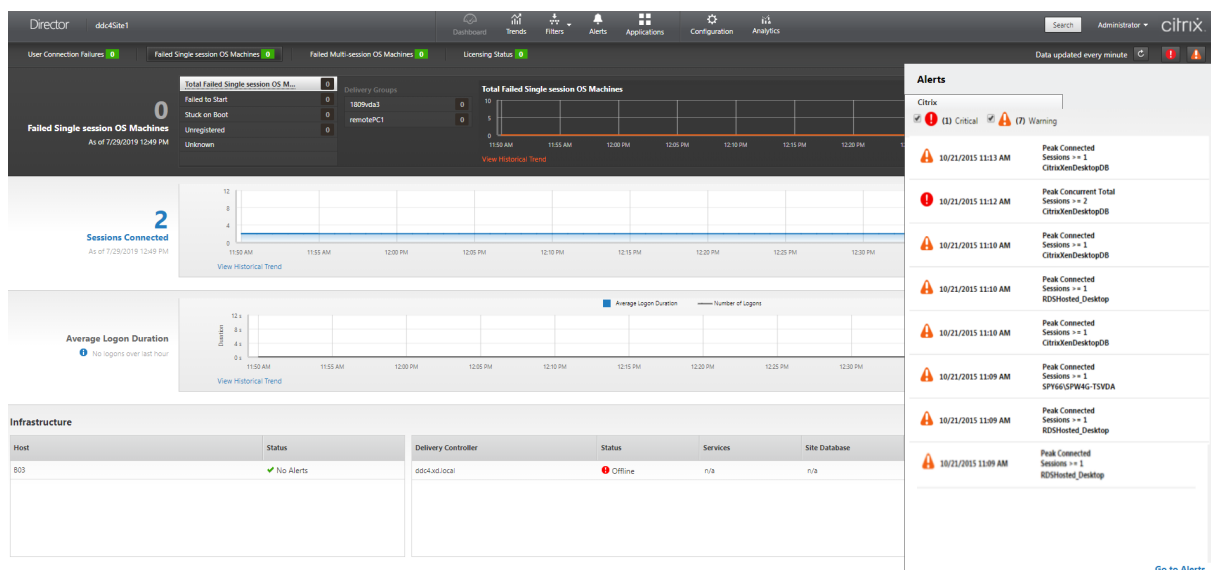 Director ddc4Site1 Dashboard Trends Filters Alerts Applications Configuration Analytics Search Administrator citrix
User Connection Failures 0 Failed Single session OS Machines 0 Failed Multi-session OS Machines 0 Licensing Status 0 Data updated every minute
0
Failed Single session OS Machines
As of 7/29/2019 12:49 PM
Total Failed Single session OS M... 0
Failed to Start 0
Stuck on Boot 0
Unregistered 0
Unknown
Delivery Groups
1809vda3 0
remotePC1 0
Total Failed Single session OS Machines
10
5
0
11:50 AM 11:55 AM 12:00 PM 12:05 PM 12:10 PM 12:15 PM 12:20 PM
View Historical Trend
2
Sessions Connected
As of 7/29/2019 12:49 PM
12
8
4
0
11:50 AM 11:55 AM 12:00 PM 12:05 PM 12:10 PM 12:15 PM 12:20 PM 12:25 PM 12:30 PM
View Historical Trend
Average Logon Duration
No logons over last hour
Average Logon Duration Number of Logons
Duration
12 s
8 s
4 s
0 s
11:50 AM 11:55 AM 12:00 PM 12:05 PM 12:10 PM 12:15 PM 12:20 PM 12:25 PM 12:30 PM
View Historical Trend
Infrastructure
Host Status
B03 No Alerts
Delivery Controller Status Services Site Database
ddc4.xd.local Offline n/a n/a
Alerts
Citrix
(1) Critical (7) Warning
10/21/2015 11:13 AM
Peak Connected
Sessions >= 1
CitrixXenDesktopDB
10/21/2015 11:12 AM
Peak Concurrent Total
Sessions >= 2
CitrixXenDesktopDB
10/21/2015 11:10 AM
Peak Connected
Sessions >= 1
CitrixXenDesktopDB
10/21/2015 11:10 AM
Peak Connected
Sessions >= 1
RDSHosted_Desktop
10/21/2015 11:10 AM
Peak Connected
Sessions >= 1
CitrixXenDesktopDB
10/21/2015 11:09 AM
Peak Connected
Sessions >= 1
SPY66\SPW4G-TSVDA
10/21/2015 11:09 AM
Peak Connected
Sessions >= 1
RDSHosted_Desktop
10/21/2015 11:09 AM
Peak Connected
Sessions >= 1
RDSHosted_Desktop
Go to Alerts